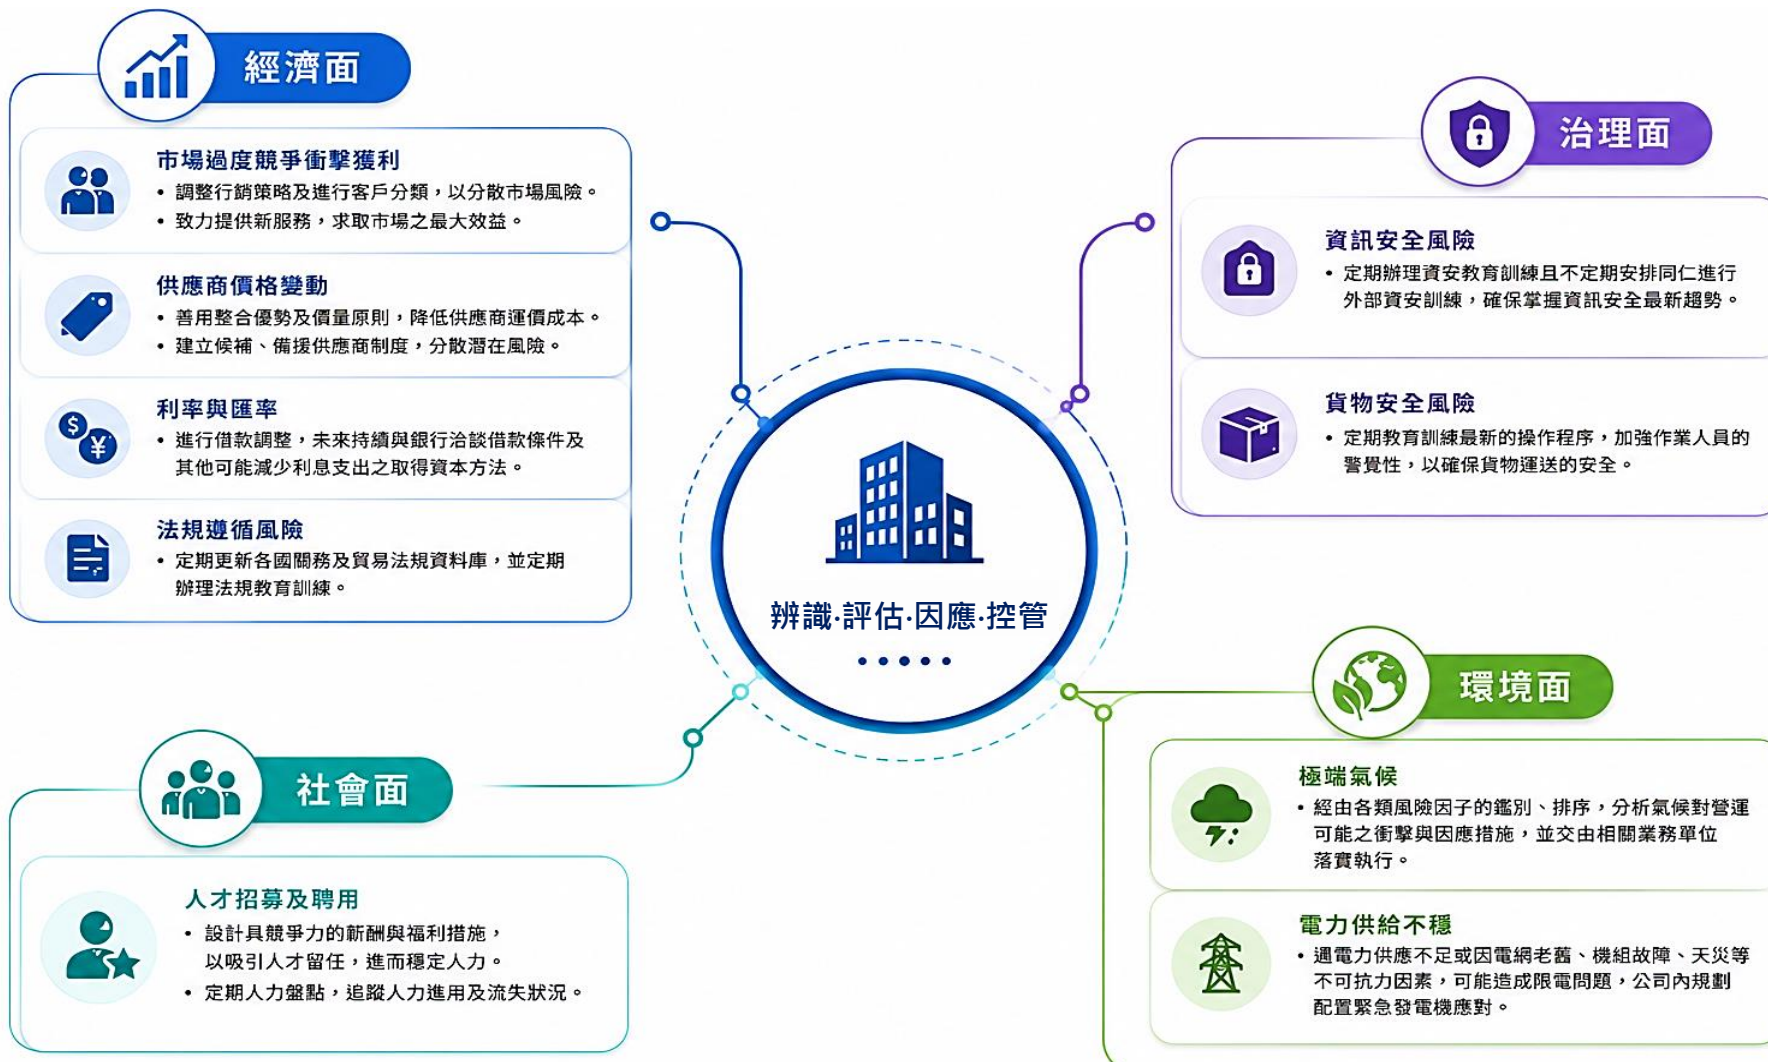 經濟面
市場過度競爭衝擊獲利
• 調整行銷策略及進行客戶分類，以分散市場風險。
• 致力提供新服務，求取市場之最大效益。
供應商價格變動
• 善用整合優勢及價量原則，降低供應商運價成本。
• 建立候補、備援供應商制度，分散潛在風險。
利率與匯率
• 進行借款調整，未來持續與銀行洽談借款條件及
其他可能減少利息支出之取得資本方法。
法規遵循風險
• 定期更新各國關務及貿易法規資料庫，並定期
辦理法規教育訓練。
治理面
資訊安全風險
• 定期辦理資安教育訓練且不定期安排同仁進行
外部資安訓練，確保掌握資訊安全最新趨勢。
貨物安全風險
• 定期教育訓練最新的操作程序，加強作業人員的
警覺性，以確保貨物運送的安全。
辨識·評估·因應·控管
社會面
人才招募及聘用
• 設計具競爭力的薪酬與福利措施，
以吸引人才留任，進而穩定人力。
• 定期人力盤點，追蹤人力進用及流失狀況。
環境面
極端氣候
• 經由各類風險因子的鑑別、排序，分析氣候對營運
可能之衝擊與因應措施，並交由相關業務單位
落實執行。
電力供給不穩
• 遇電力供應不足或因電網老舊、機組故障、天災等
不可抗力因素，可能造成限電問題，公司內規劃
配置緊急發電機應對。